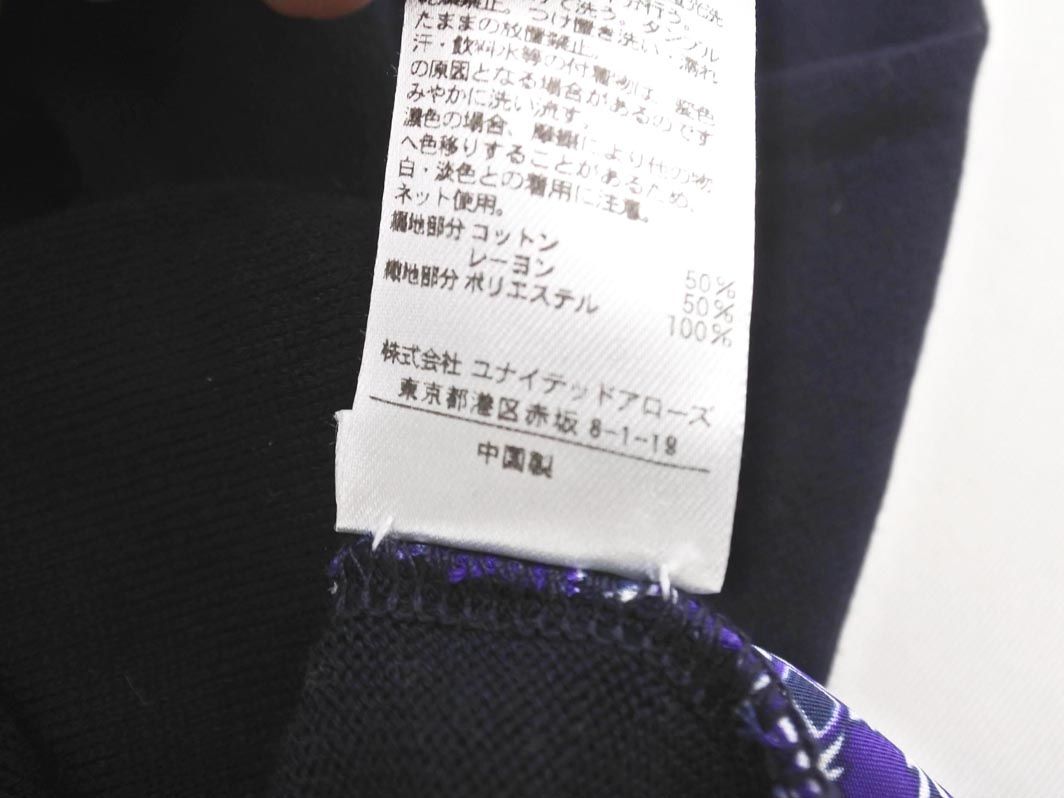 で洗う。タンブル
たままの放置禁止。つけ置き洗い、濡れ
汗・飲料水等の付着物は、変色
の原因となる場合があるのです
みやかに洗い流す。
濃色の場合、摩擦により他の物
へ色移りすることがあるため、
白・淡色との着用に注意。
ネット使用。
編地部分 コットン 50%
レーヨン 50%
織地部分 ポリエステル 100%
株式会社 ユナイテッドアローズ
東京都港区赤坂 8-1-19
中国製